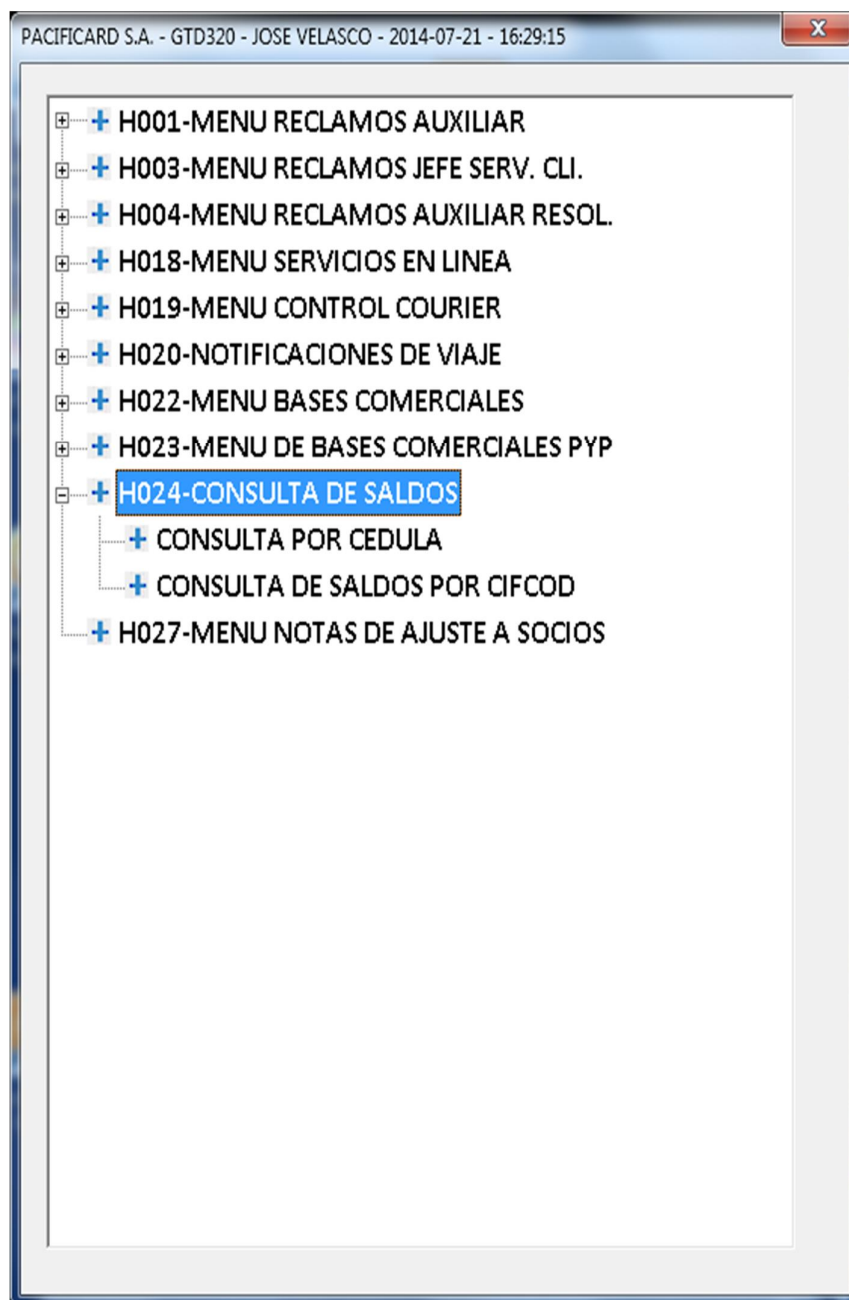 PACIFICARD S.A. - GTD320 - JOSE VELASCO - 2014-07-21 - 16:29:15
H001-MENU RECLAMOS AUXILIAR
H003-MENU RECLAMOS JEFE SERV. CLI.
H004-MENU RECLAMOS AUXILIAR RESOL.
H018-MENU SERVICIOS EN LINEA
H019-MENU CONTROL COURIER
H020-NOTIFICACIONES DE VIAJE
H022-MENU BASES COMERCIALES
H023-MENU DE BASES COMERCIALES PYP
H024-CONSULTA DE SALDOS
CONSULTA POR CEDULA
CONSULTA DE SALDOS POR CIFCOD
H027-MENU NOTAS DE AJUSTE A SOCIOS